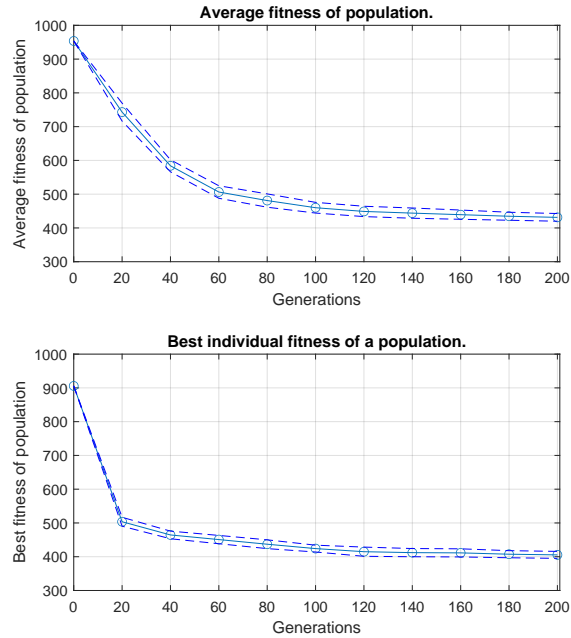 Average fitness of population.
1000
900
800
700
600
500
400
300
Average fitness of population
0 20 40 60 80 100 120 140 160 180 200
Generations
Best individual fitness of a population.
1000
900
800
700
600
500
400
300
Best fitness of population
0 20 40 60 80 100 120 140 160 180 200
Generations